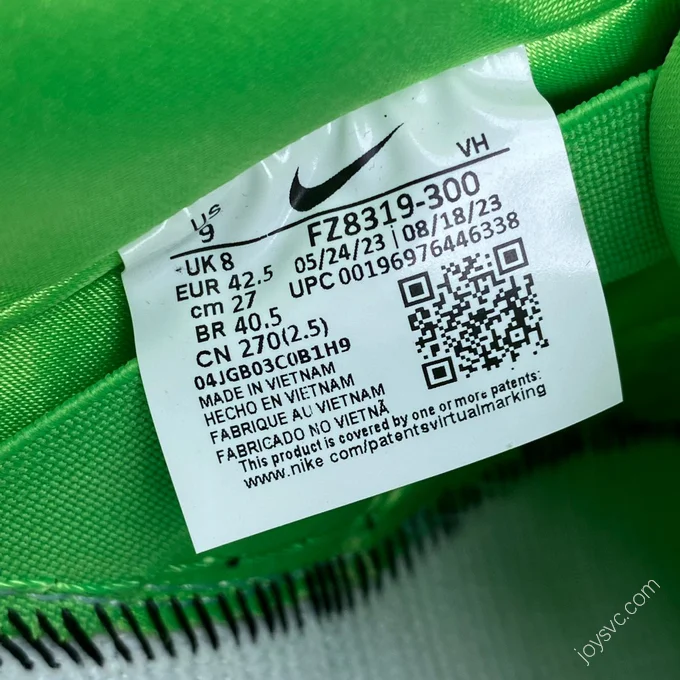 VH
US
9
FZ8319-300
UK 8
05/24/23 | 08/18/23
EUR 42.5
UPC 00196976446338
cm 27
BR 40.5
CN 270(2.5)
04JGB03C0B1H9
MADE IN VIETNAM
HECHO EN VIETNAM
FABRIQUE AU VIETNAM
FABRICADO NO VIETNÃ
This product is covered by one or more patents:
www.nike.com/patentsvirtualmarking
joysvc.com